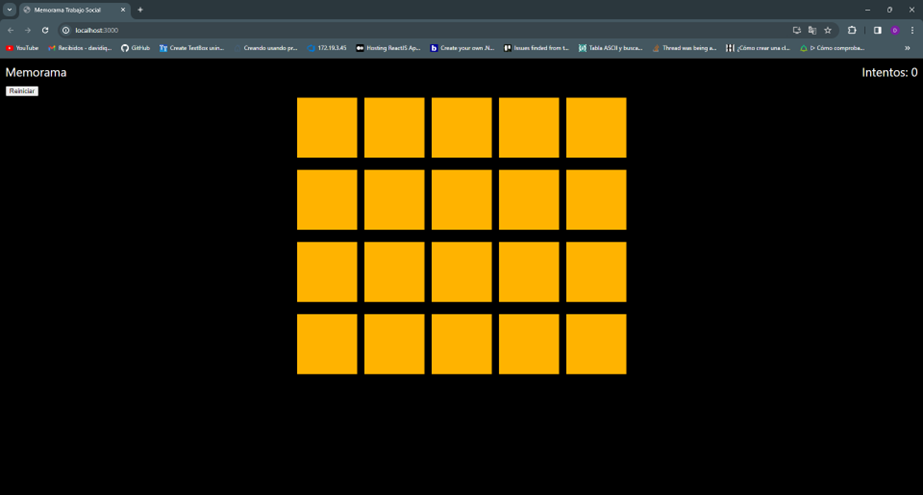 Memorama Trabajo Social
localhost:3000
YouTube
Recibidos - davidiq...
GitHub
Create TextBox usin...
Creando usando pr...
172.19.3.45
Hosting ReactJS Ap...
Create your own .N...
Issues finded from t...
Tabla ASCII y busca...
Thread was being a...
¿Cómo crear una cl...
▷ Cómo comproba...
Memorama
Intentos: 0
Reiniciar